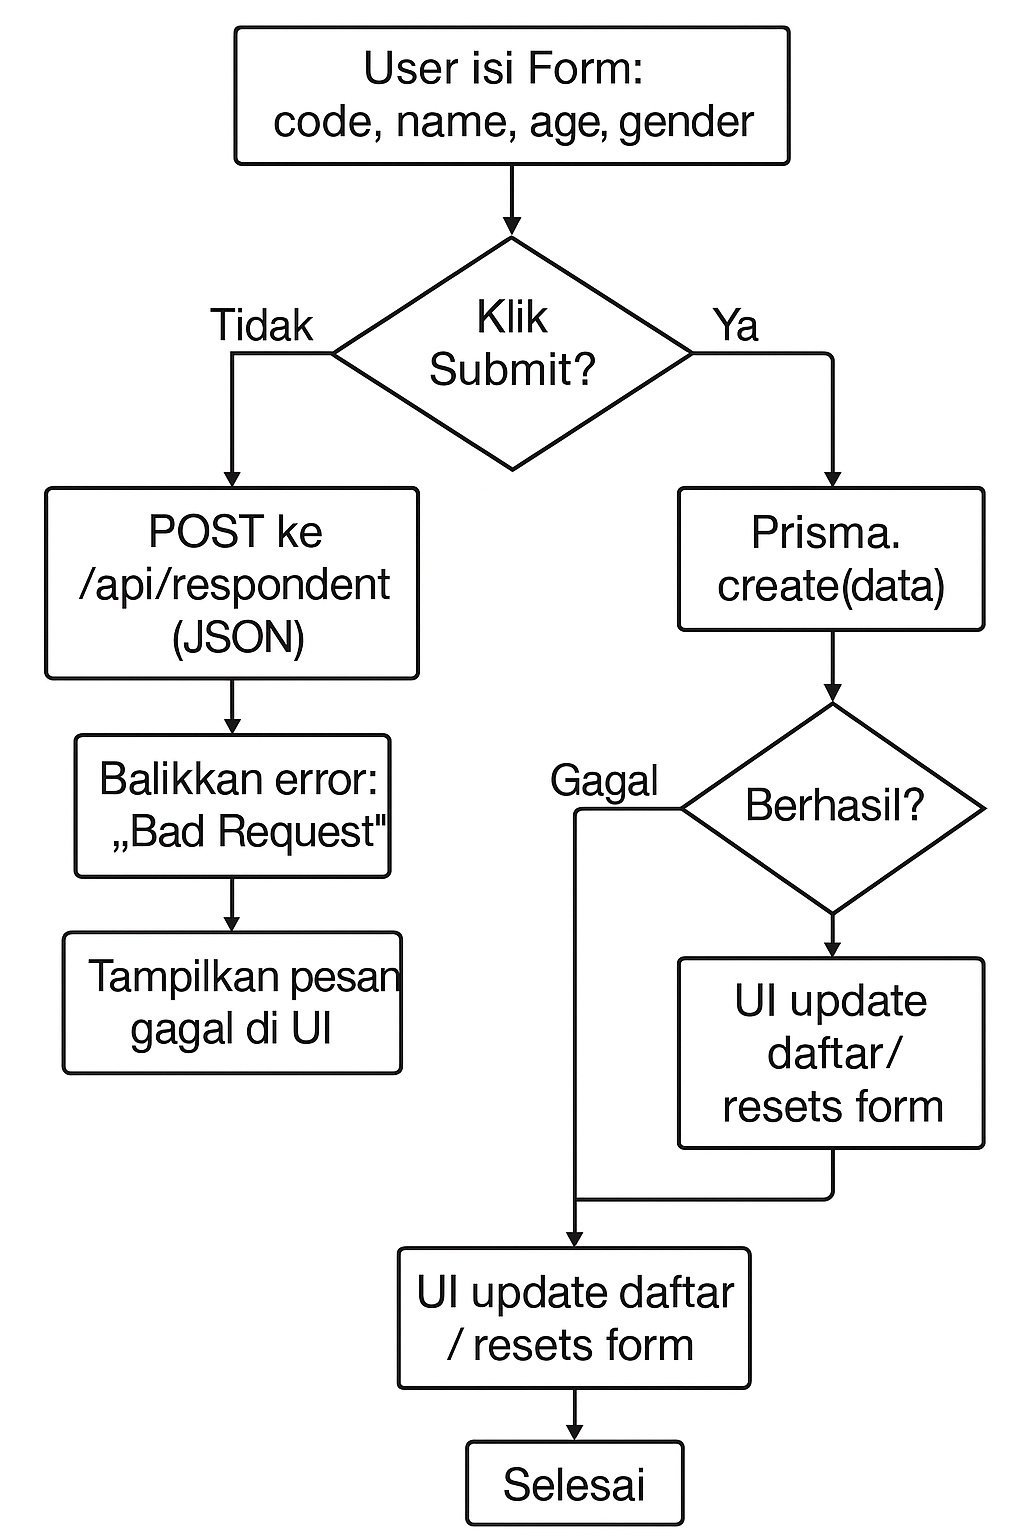 User isi Form:
code, name, age, gender
Klik
Submit?
Tidak
Ya
POST ke
/api/respondent
(JSON)
Balikkan error:
„Bad Request"
Tampilkan pesan
gagal di UI
Prisma.
create(data)
Berhasil?
Gagal
UI update
daftar/
resets form
UI update daftar
/ resets form
Selesai